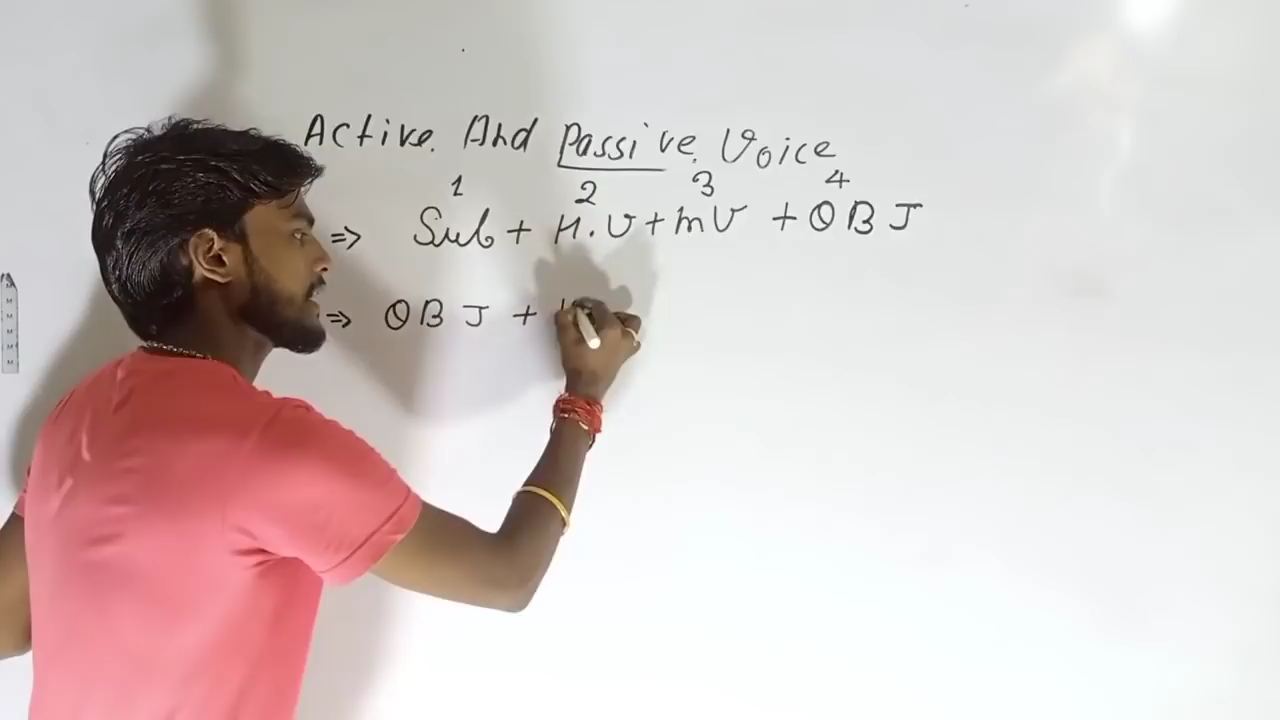 Active. And Passive. Voice
1 2 3 4
⇒ Sub + H.V + mV + OBJ
⇒ OBJ +